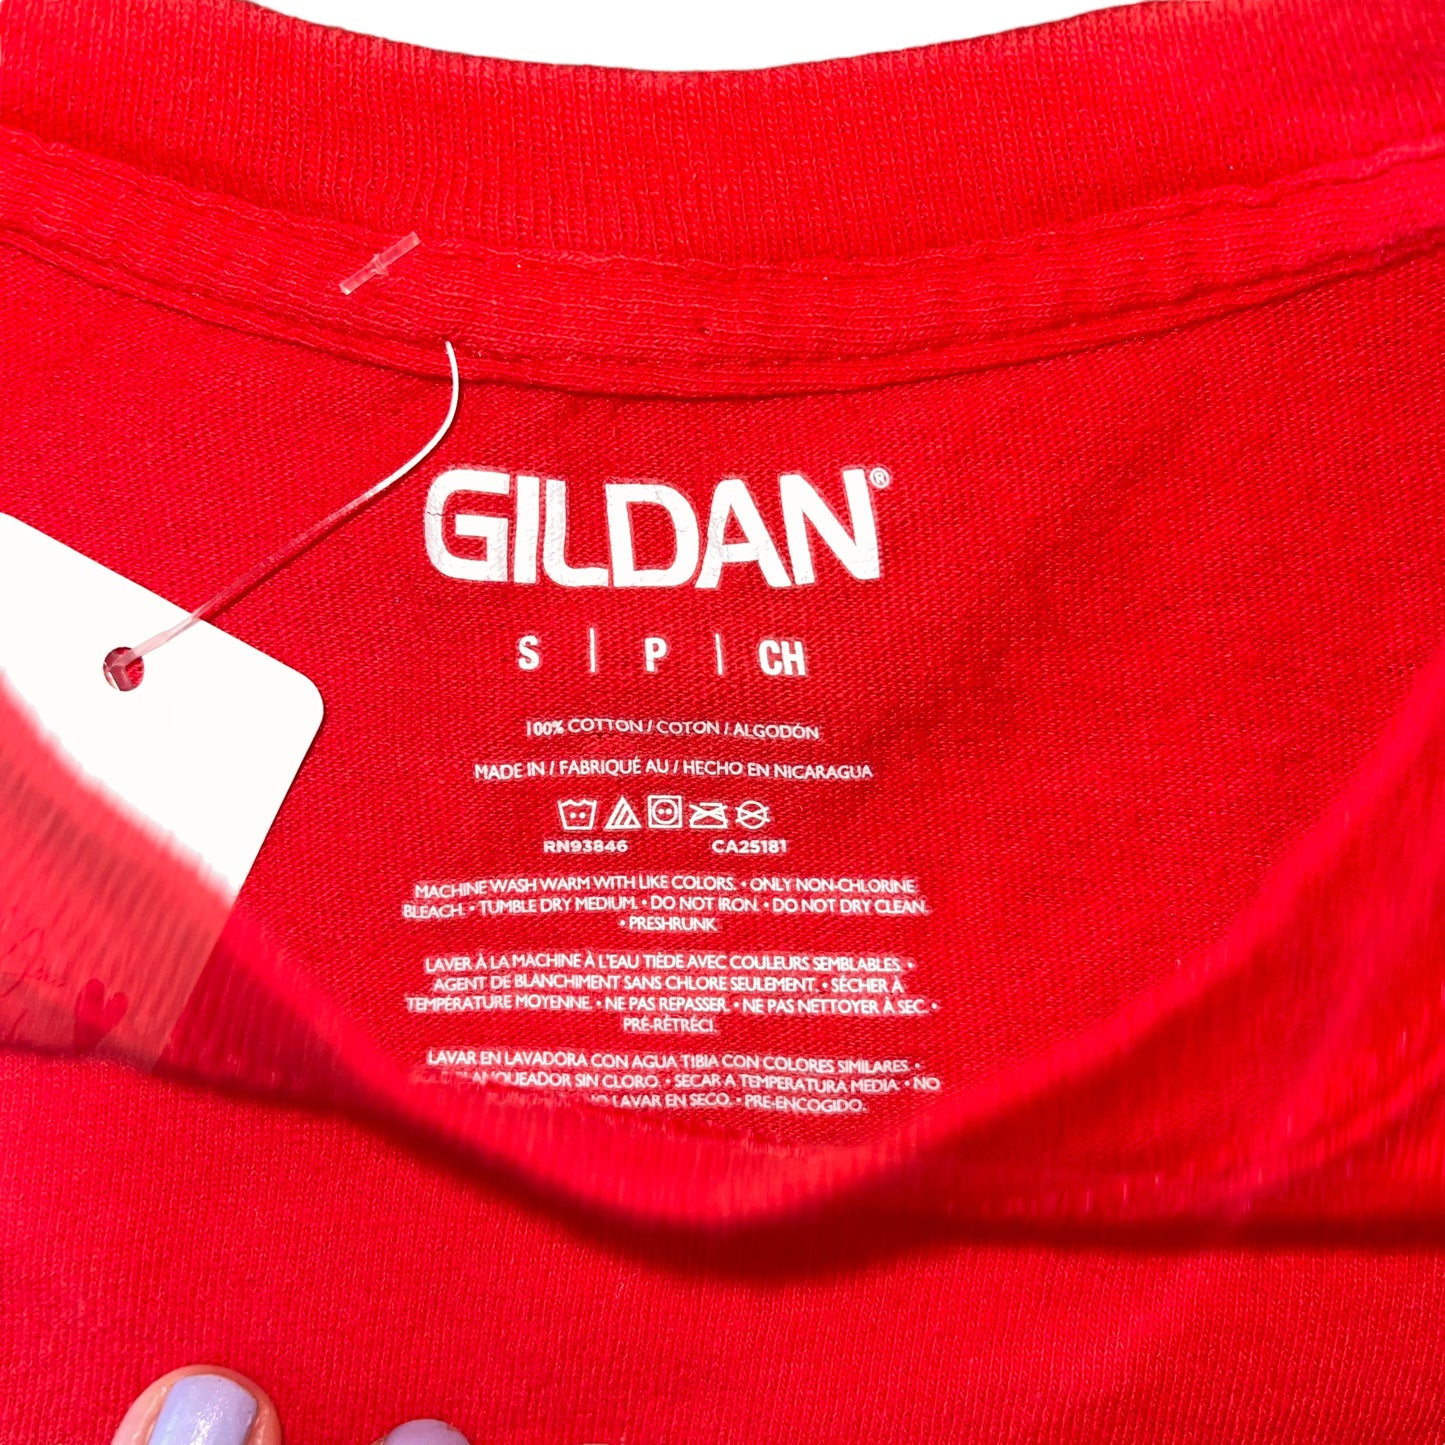 GILDAN®
S | P | CH
100% COTTON / COTON / ALGODÓN
MADE IN / FABRIQUÉ AU / HECHO EN NICARAGUA
RN93846 CA25181
MACHINE WASH WARM WITH LIKE COLORS. • ONLY NON-CHLORINE
BLEACH. • TUMBLE DRY MEDIUM. • DO NOT IRON. • DO NOT DRY CLEAN.
• PRESHRUNK
LAVER À LA MACHINE À L'EAU TIÈDE AVEC COULEURS SEMBLABLES. •
AGENT DE BLANCHIMENT SANS CHLORE SEULEMENT. • SÉCHER À
TEMPÉRATURE MOYENNE. • NE PAS REPASSER. • NE PAS NETTOYER À SEC. •
PRÉ-RÉTRÉCI.
LAVAR EN LAVADORA CON AGUA TIBIA CON COLORES SIMILARES. •
SIN CLORO. • SECAR A TEMPERATURA MEDIA. • NO
LAVAR EN SECO. • PRE-ENCOGIDO.